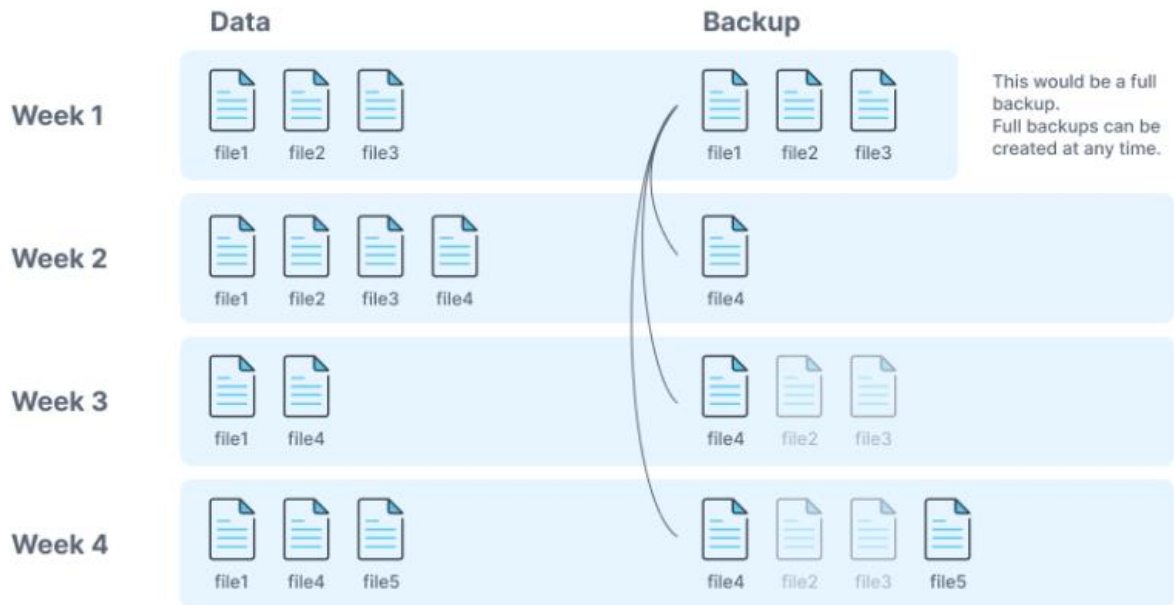 Data Backup
Week 1
file1 file2 file3
file1 file2 file3
This would be a full
backup.
Full backups can be
created at any time.
Week 2
file1 file2 file3 file4
file4
Week 3
file1 file4
file4 file2 file3
Week 4
file1 file4 file5
file4 file2 file3 file5